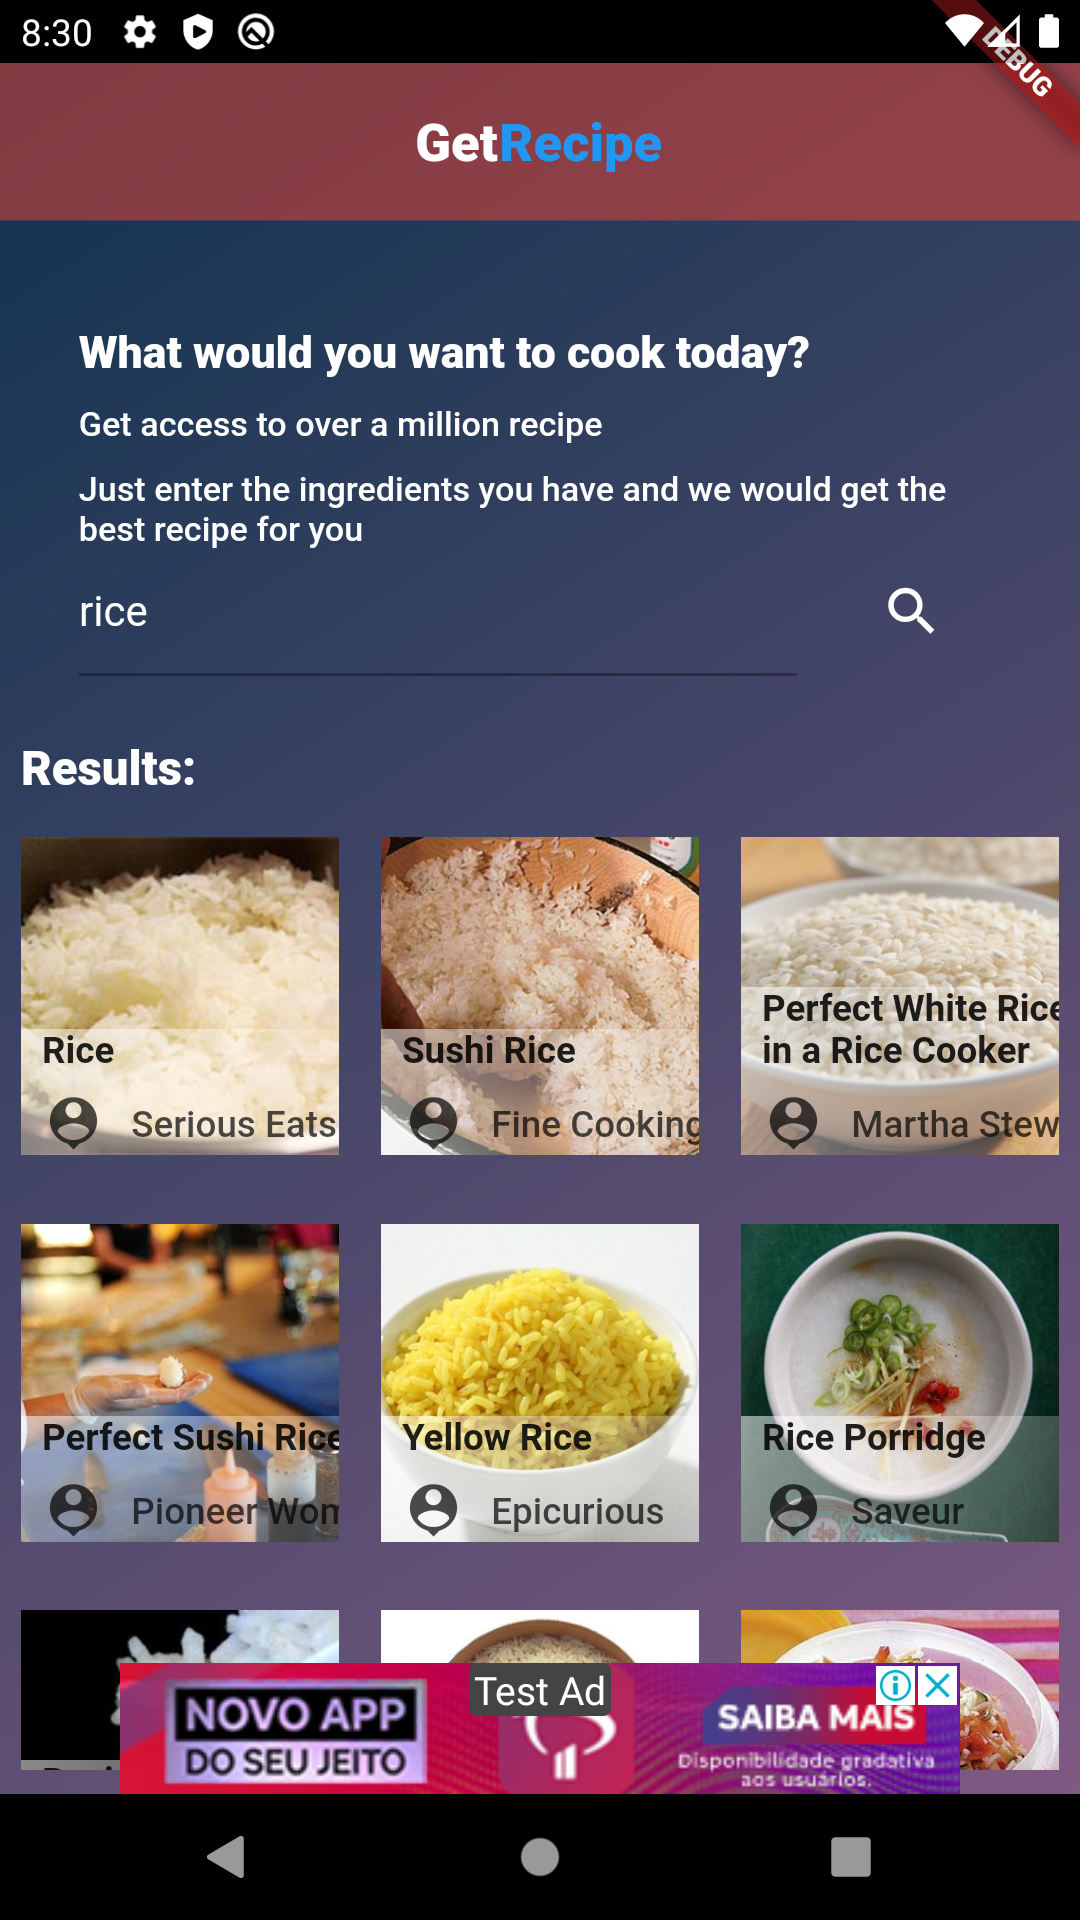 8:30
DEBUG
GetRecipe
What would you want to cook today?
Get access to over a million recipe
Just enter the ingredients you have and we would get the
best recipe for you
rice
Results:
Rice
Serious Eats
Sushi Rice
Fine Cooking
Perfect White Rice
in a Rice Cooker
Martha Stew
Perfect Sushi Rice
Pioneer Wom
Yellow Rice
Epicurious
Rice Porridge
Saveur
Test Ad
NOVO APP
DO SEU JEITO
SAIBA MAIS
Disponibilidade gradativa
aos usuários.